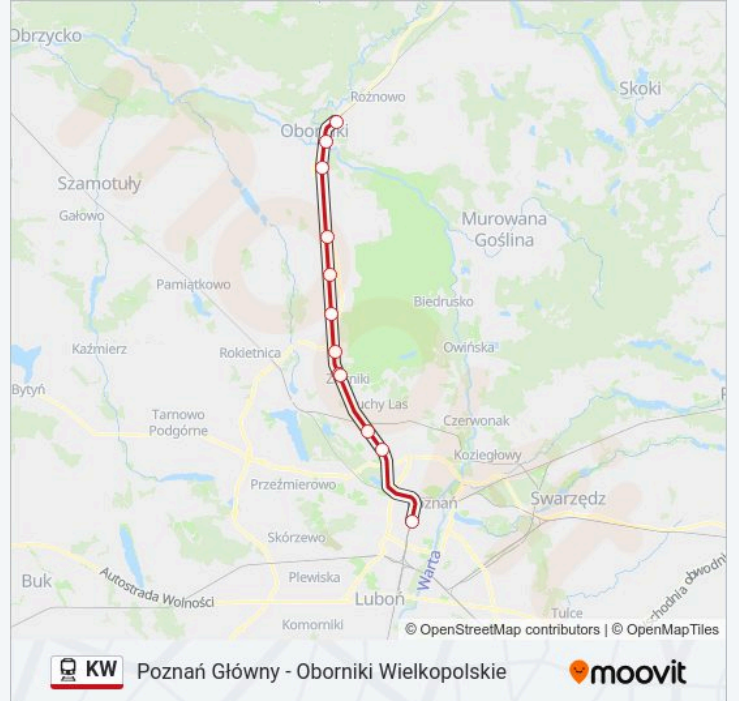 Obrzycko
Skoki
Rożnowo
Oborniki
Szamotuły
Gałowo
Murowana
Goślina
Pamiątkowo
Biedrusko
Kaźmierz
Rokietnica
Owińska
Bytyń
Suchy Las
Tarnowo
Podgórne
Czerwonak
Koziegłowy
Przeźmierowo
Poznań
Swarzędz
Skórzewo
Buk
Autostrada Wolności
Plewiska
Warta
Luboń
Tulce
Komorniki
© OpenStreetMap contributors | © OpenMapTiles
KW Poznań Główny - Oborniki Wielkopolskie
moovit